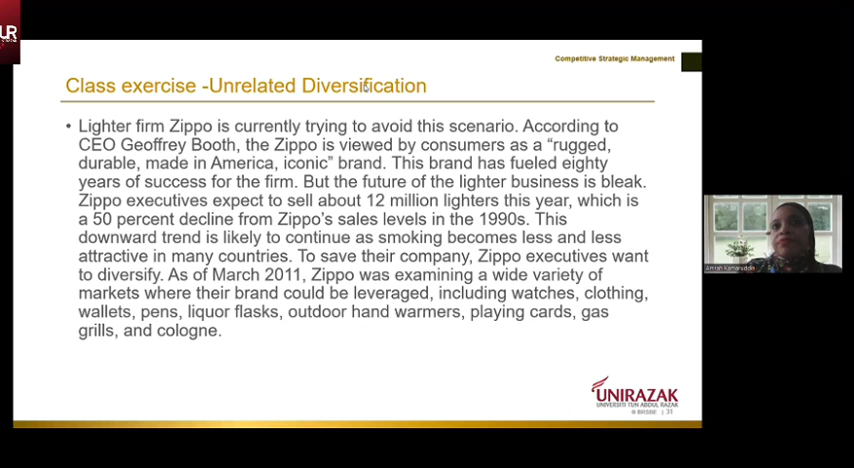 UR
Competitive Strategic Management
Class exercise -Unrelated Diversification
• Lighter firm Zippo is currently trying to avoid this scenario. According to
CEO Geoffrey Booth, the Zippo is viewed by consumers as a “rugged,
durable, made in America, iconic” brand. This brand has fueled eighty
years of success for the firm. But the future of the lighter business is bleak.
Zippo executives expect to sell about 12 million lighters this year, which is
a 50 percent decline from Zippo’s sales levels in the 1990s. This
downward trend is likely to continue as smoking becomes less and less
attractive in many countries. To save their company, Zippo executives want
to diversify. As of March 2011, Zippo was examining a wide variety of
markets where their brand could be leveraged, including watches, clothing,
wallets, pens, liquor flasks, outdoor hand warmers, playing cards, gas
grills, and cologne.
UNIRAZAK
UNIVERSITI TUN ABDUL RAZAK
| 31